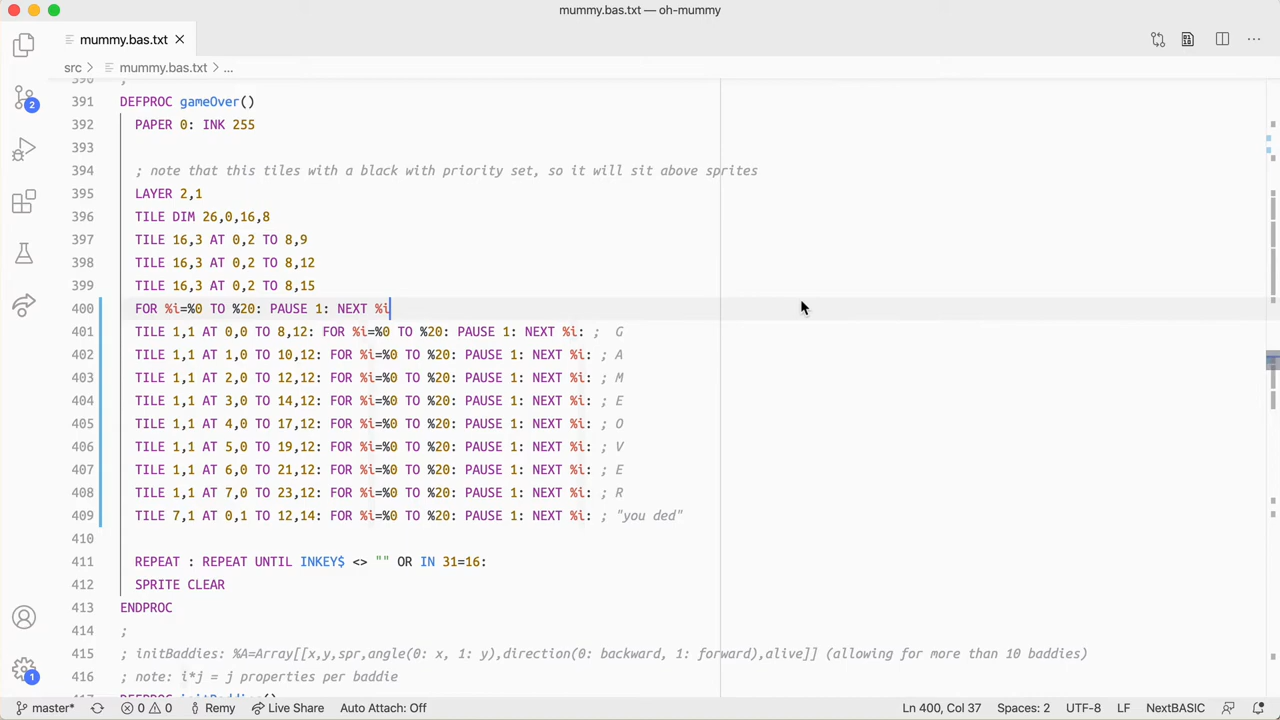 mummy.bas.txt — oh-mummy
mummy.bas.txt
src > mummy.bas.txt > ...
390 ;
391 DEFPROC gameOver()
392 PAPER 0: INK 255
393
394 ; note that this tiles with a black with priority set, so it will sit above sprites
395 LAYER 2,1
396 TILE DIM 26,0,16,8
397 TILE 16,3 AT 0,2 TO 8,9
398 TILE 16,3 AT 0,2 TO 8,12
399 TILE 16,3 AT 0,2 TO 8,15
400 FOR %i=%0 TO %20: PAUSE 1: NEXT %i
401 TILE 1,1 AT 0,0 TO 8,12: FOR %i=%0 TO %20: PAUSE 1: NEXT %i: ; G
402 TILE 1,1 AT 1,0 TO 10,12: FOR %i=%0 TO %20: PAUSE 1: NEXT %i: ; A
403 TILE 1,1 AT 2,0 TO 12,12: FOR %i=%0 TO %20: PAUSE 1: NEXT %i: ; M
404 TILE 1,1 AT 3,0 TO 14,12: FOR %i=%0 TO %20: PAUSE 1: NEXT %i: ; E
405 TILE 1,1 AT 4,0 TO 17,12: FOR %i=%0 TO %20: PAUSE 1: NEXT %i: ; O
406 TILE 1,1 AT 5,0 TO 19,12: FOR %i=%0 TO %20: PAUSE 1: NEXT %i: ; V
407 TILE 1,1 AT 6,0 TO 21,12: FOR %i=%0 TO %20: PAUSE 1: NEXT %i: ; E
408 TILE 1,1 AT 7,0 TO 23,12: FOR %i=%0 TO %20: PAUSE 1: NEXT %i: ; R
409 TILE 7,1 AT 0,1 TO 12,14: FOR %i=%0 TO %20: PAUSE 1: NEXT %i: ; "you ded"
410
411 REPEAT : REPEAT UNTIL INKEY$ <> "" OR IN 31=16:
412 SPRITE CLEAR
413 ENDPROC
414 ;
415 ; initBaddies: %A=Array[[x,y,spr,angle(0: x, 1: y),direction(0: backward, 1: forward),alive]] (allowing for more than 10 baddies)
416 ; note: i*j = j properties per baddie
417 DEFPROC initBaddies()
2
1
master* 0 0 Remy Live Share Auto Attach: Off Ln 400, Col 37 Spaces: 2 UTF-8 LF NextBASIC